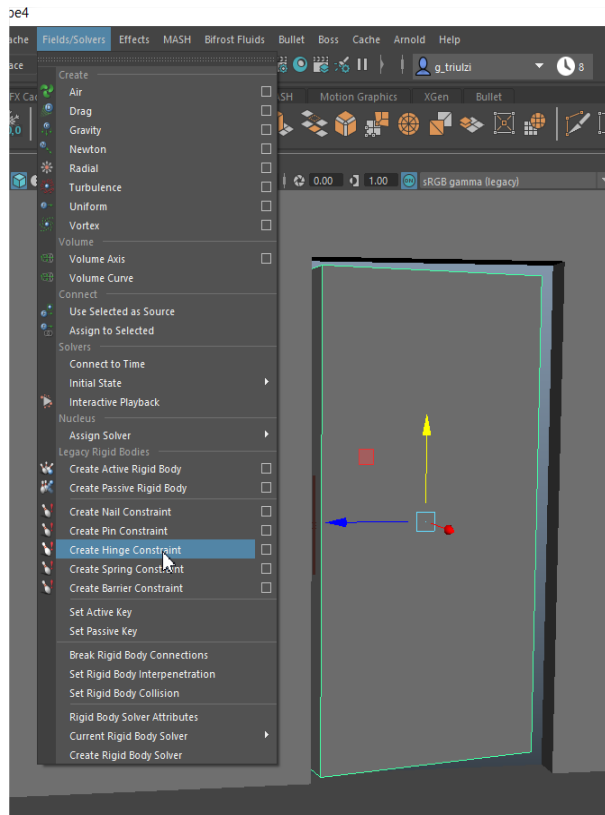 pe4
ache Fields/Solvers Effects MASH Bifrost Fluids Bullet Boss Cache Arnold Help
ace
g_triulzi
8
Create
FX Cac
Air
SH Motion Graphics XGen Bullet
Drag
0,0
Gravity
Newton
Radial
0.00 1.00 sRGB gamma (legacy)
Turbulence
Uniform
Vortex
Volume
Volume Axis
Volume Curve
Connect
Use Selected as Source
Assign to Selected
Solvers
Connect to Time
Initial State
Interactive Playback
Nucleus
Assign Solver
Legacy Rigid Bodies
Create Active Rigid Body
Create Passive Rigid Body
Create Nail Constraint
Create Pin Constraint
Create Hinge Constraint
Create Spring Constraint
Create Barrier Constraint
Set Active Key
Set Passive Key
Break Rigid Body Connections
Set Rigid Body Interpenetration
Set Rigid Body Collision
Rigid Body Solver Attributes
Current Rigid Body Solver
Create Rigid Body Solver